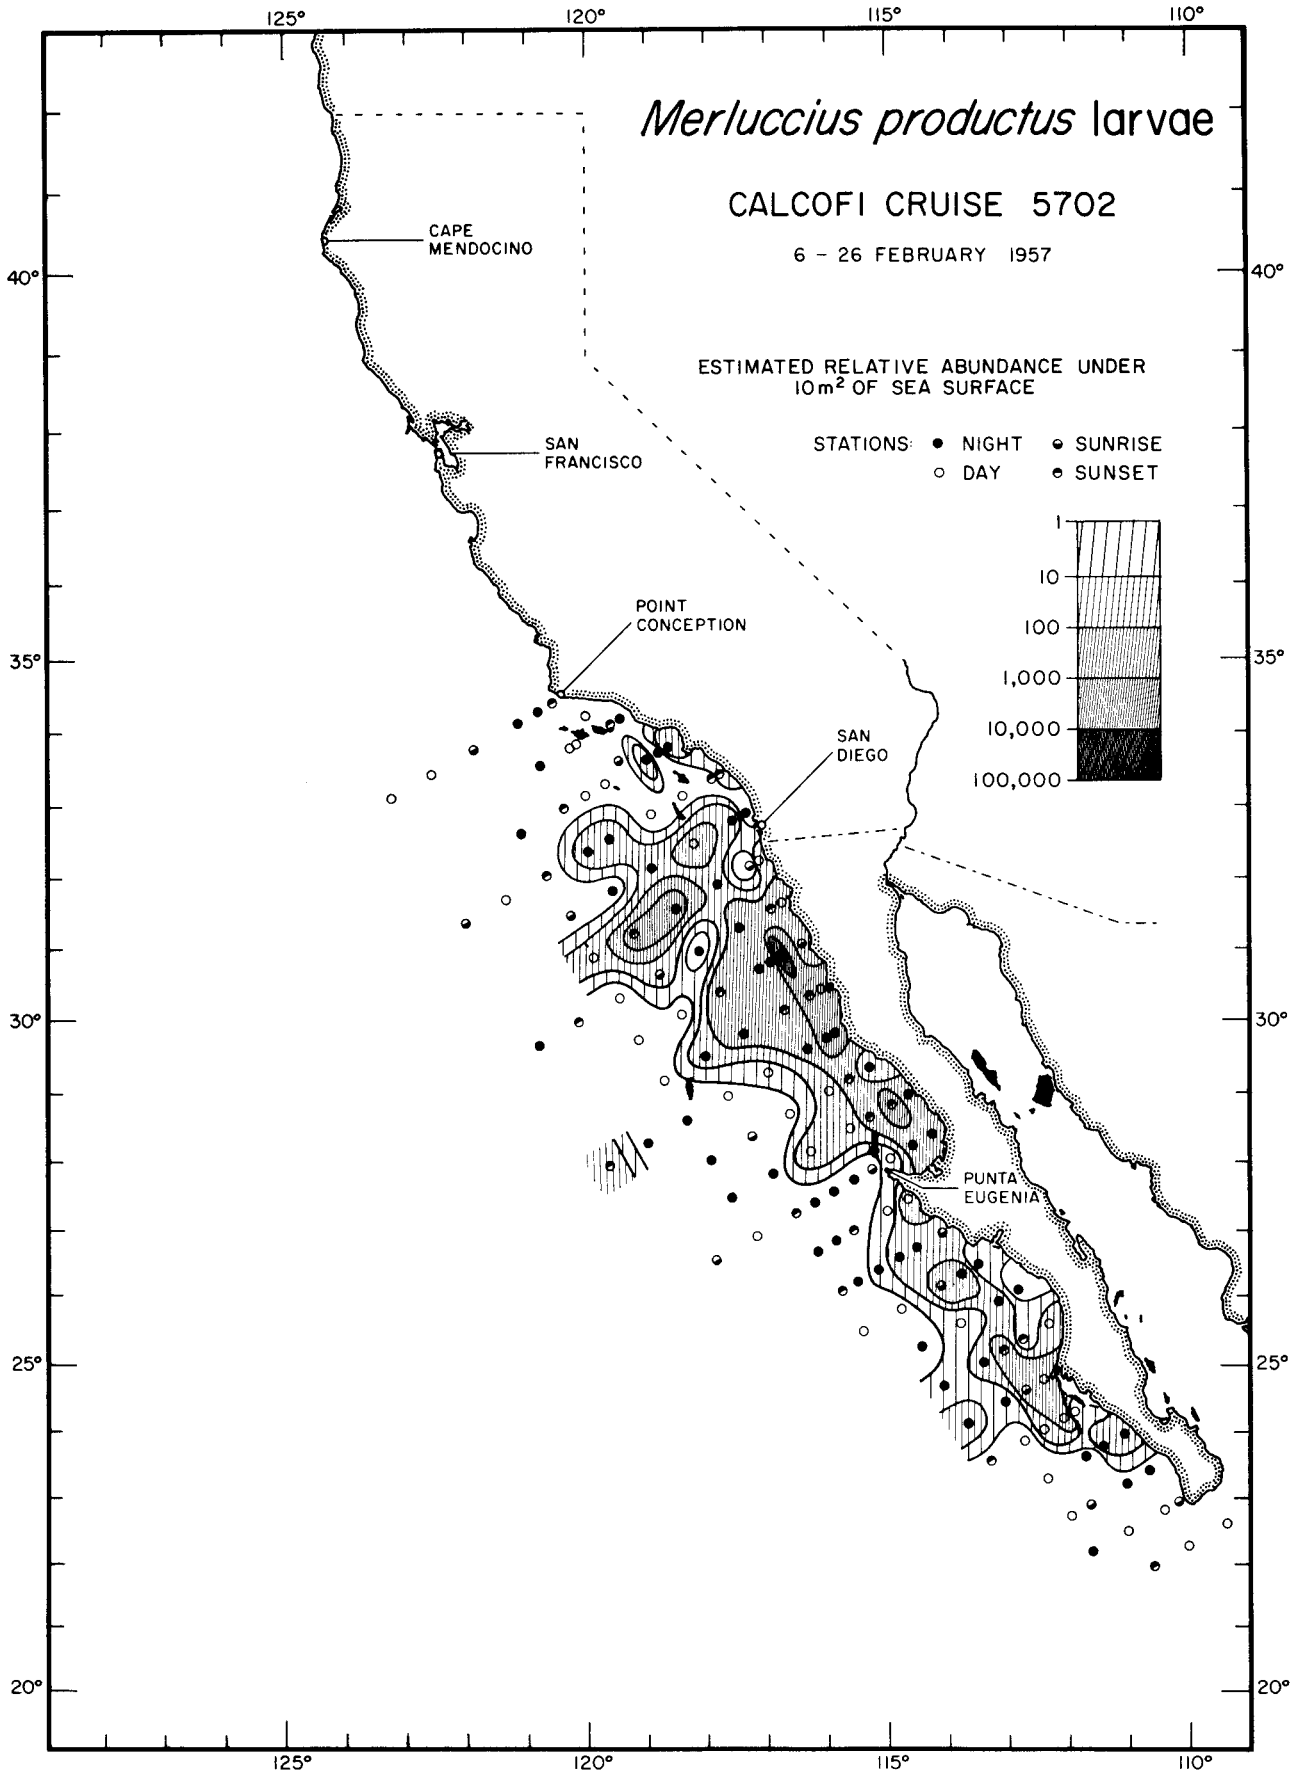 125° 120° 115° 110°
Merluccius productus larvae
CALCOFI CRUISE 5702
6 – 26 FEBRUARY 1957
CAPE
MENDOCINO
40° 40°
ESTIMATED RELATIVE ABUNDANCE UNDER
10m² OF SEA SURFACE
STATIONS: ● NIGHT SUNRISE
○ DAY SUNSET
SAN
FRANCISCO
1
10
100
1,000
10,000
100,000
POINT
CONCEPTION
35° 35°
SAN
DIEGO
30° 30°
PUNTA
EUGENIA
25° 25°
20° 20°
125° 120° 115° 110°